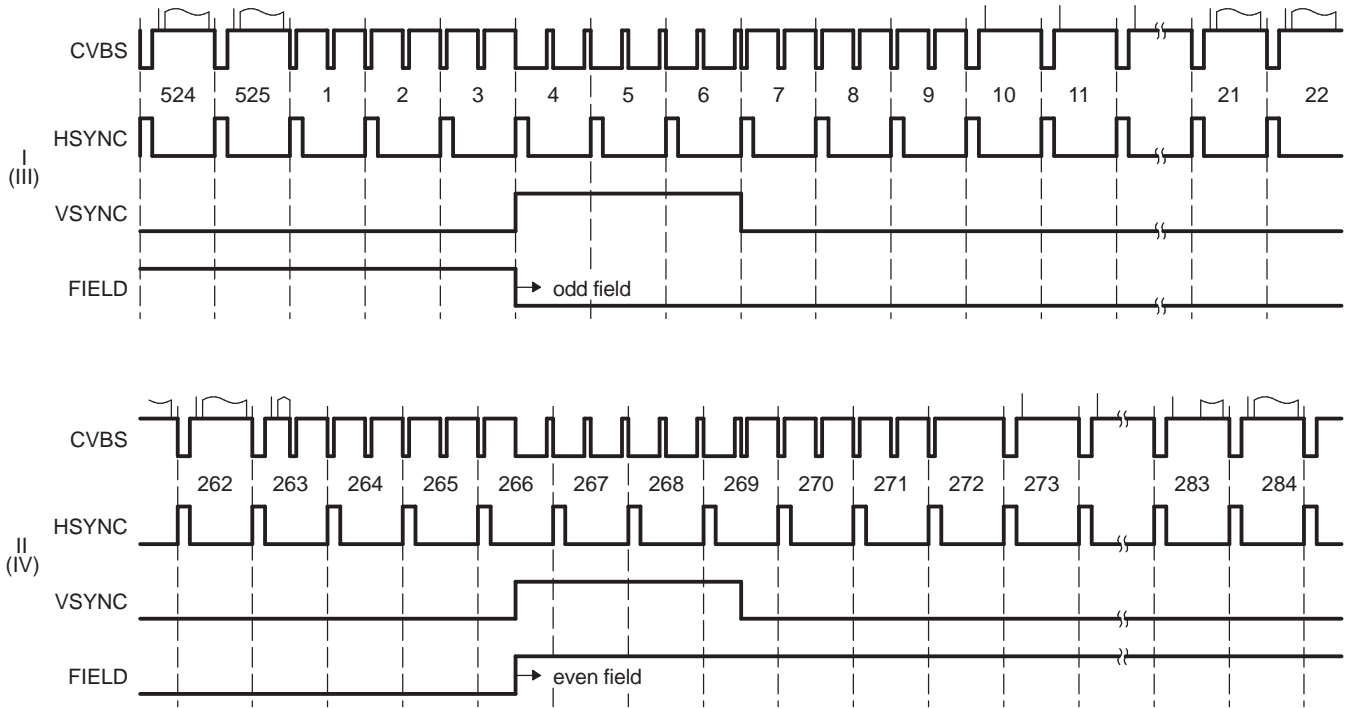 CVBS
524 525 1 2 3 4 5 6 7 8 9 10 11 21 22
HSYNC
I
(III)
VSYNC
FIELD
odd field
CVBS
262 263 264 265 266 267 268 269 270 271 272 273 283 284
HSYNC
II
(IV)
VSYNC
FIELD
even field